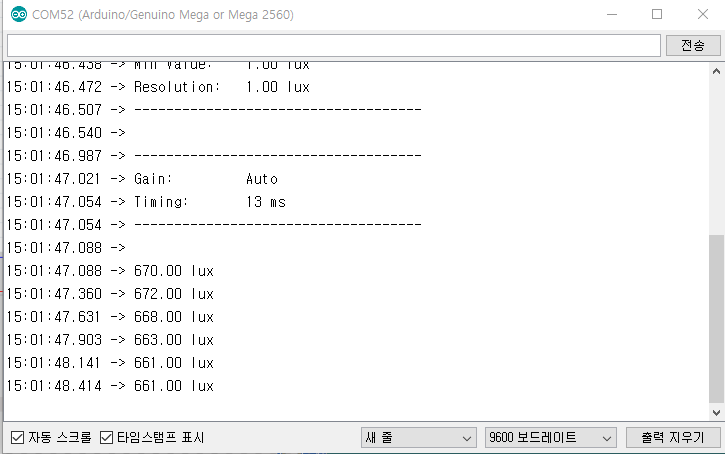 COM52 (Arduino/Genuino Mega or Mega 2560)
전송
15:01:46.438 -> Min Value:    1.00 lux
15:01:46.472 -> Resolution:   1.00 lux
15:01:46.507 -> ------------------------------------
15:01:46.540 ->
15:01:46.987 -> ------------------------------------
15:01:47.021 -> Gain:         Auto
15:01:47.054 -> Timing:       13 ms
15:01:47.054 -> ------------------------------------
15:01:47.088 ->
15:01:47.088 -> 670.00 lux
15:01:47.360 -> 672.00 lux
15:01:47.631 -> 668.00 lux
15:01:47.903 -> 663.00 lux
15:01:48.141 -> 661.00 lux
15:01:48.414 -> 661.00 lux
자동 스크롤 타임스탬프 표시 새 줄 9600 보드레이트 출력 지우기